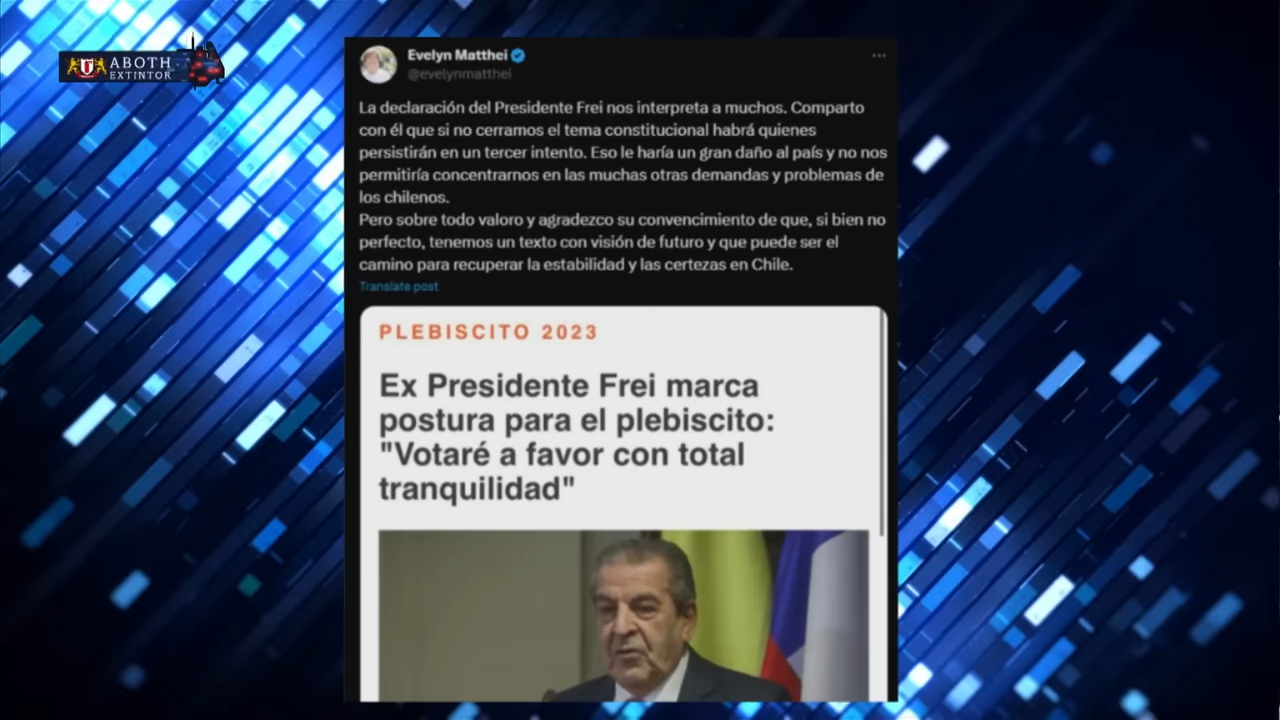 ABOTH
EXTINTOR
Evelyn Matthei
@evelynmatthei
La declaración del Presidente Frei nos interpreta a muchos. Comparto
con él que si no cerramos el tema constitucional habrá quienes
persistirán en un tercer intento. Eso le haría un gran daño al país y no nos
permitiría concentrarnos en las muchas otras demandas y problemas de
los chilenos.
Pero sobre todo valoro y agradezco su convencimiento de que, si bien no
perfecto, tenemos un texto con visión de futuro y que puede ser el
camino para recuperar la estabilidad y las certezas en Chile.
Translate post
PLEBISCITO 2023
Ex Presidente Frei marca
postura para el plebiscito:
"Votaré a favor con total
tranquilidad"